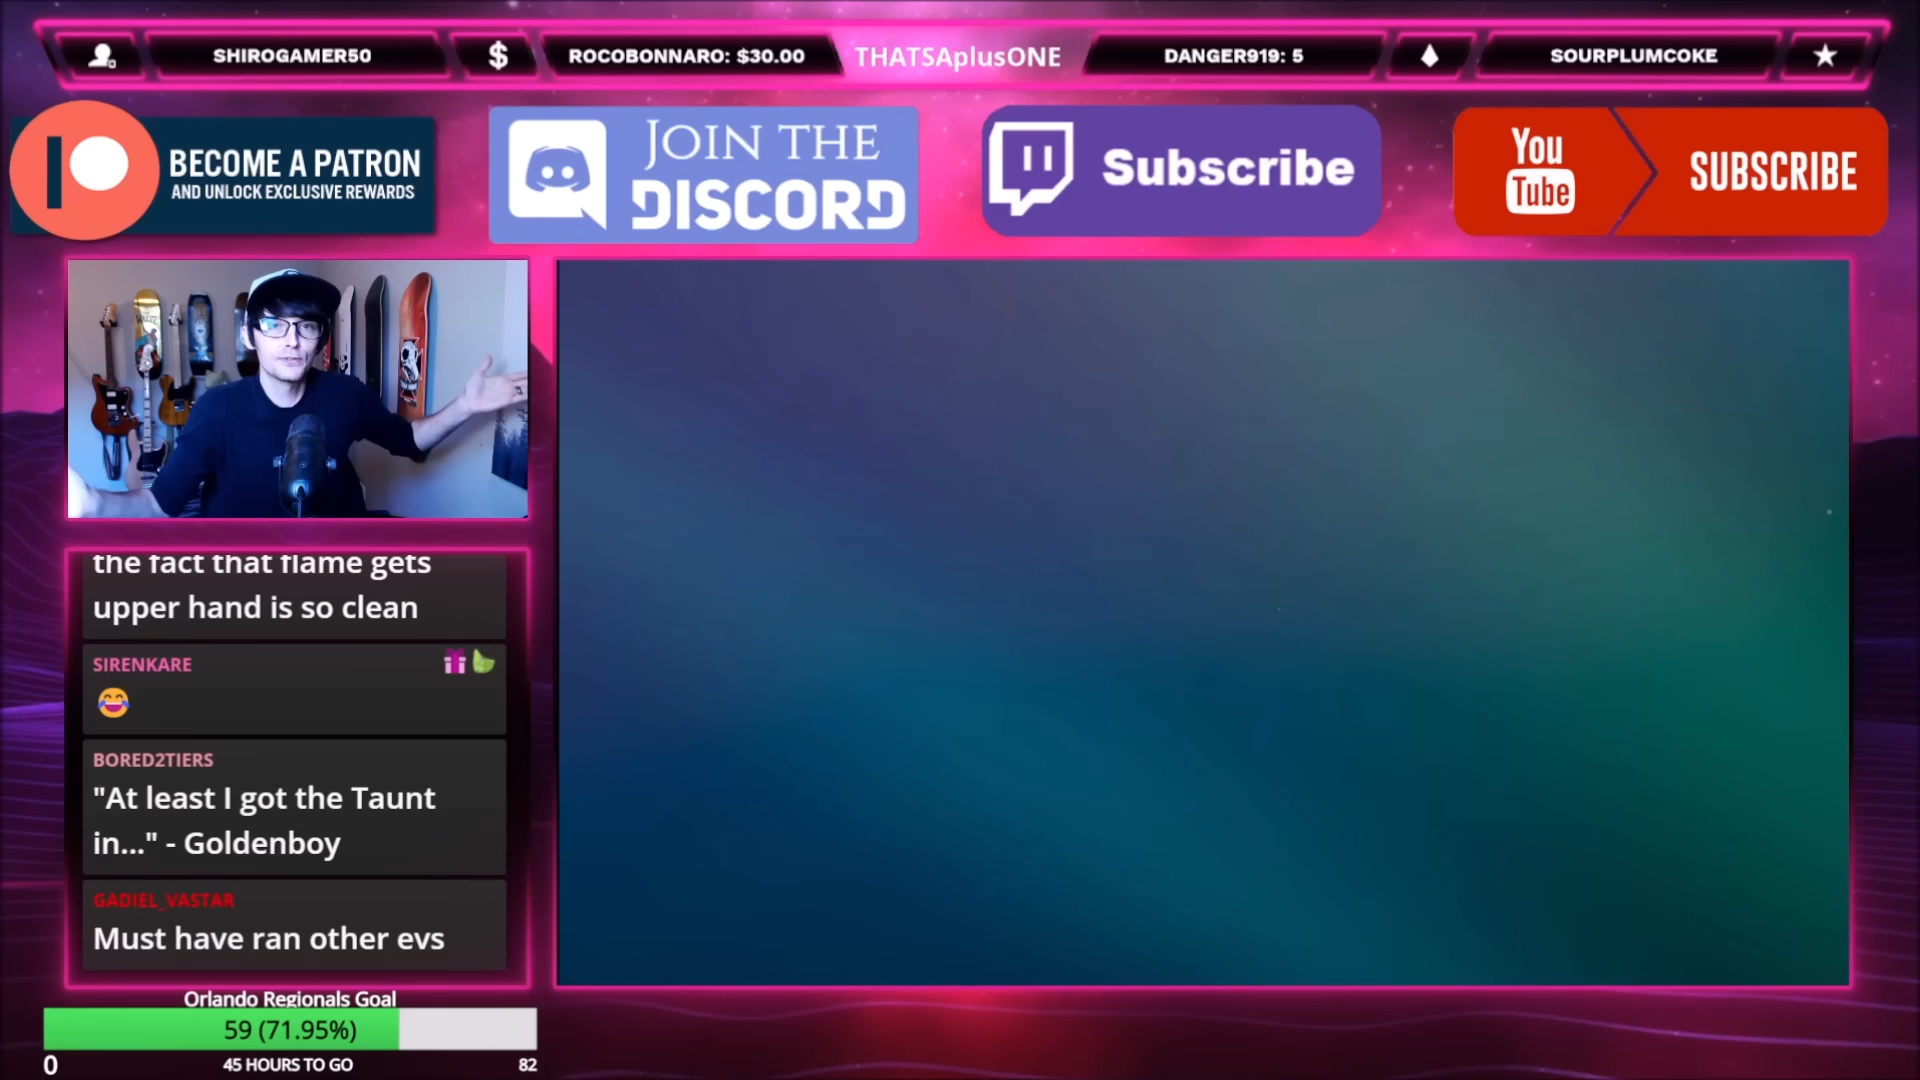 SHIROGAMER50
$
ROCOBONNARO: $30.00
THATSAplusONE
DANGER919: 5
SOURPLUMCOKE
BECOME A PATRON
AND UNLOCK EXCLUSIVE REWARDS
JOIN THE
DISCORD
Subscribe
You
Tube
SUBSCRIBE
the fact that flame gets
upper hand is so clean
SIRENKARE
BORED2TIERS
"At least I got the Taunt
in..." - Goldenboy
GADIEL_VASTAR
Must have ran other evs
Orlando Regionals Goal
59 (71.95%)
0
45 HOURS TO GO
82